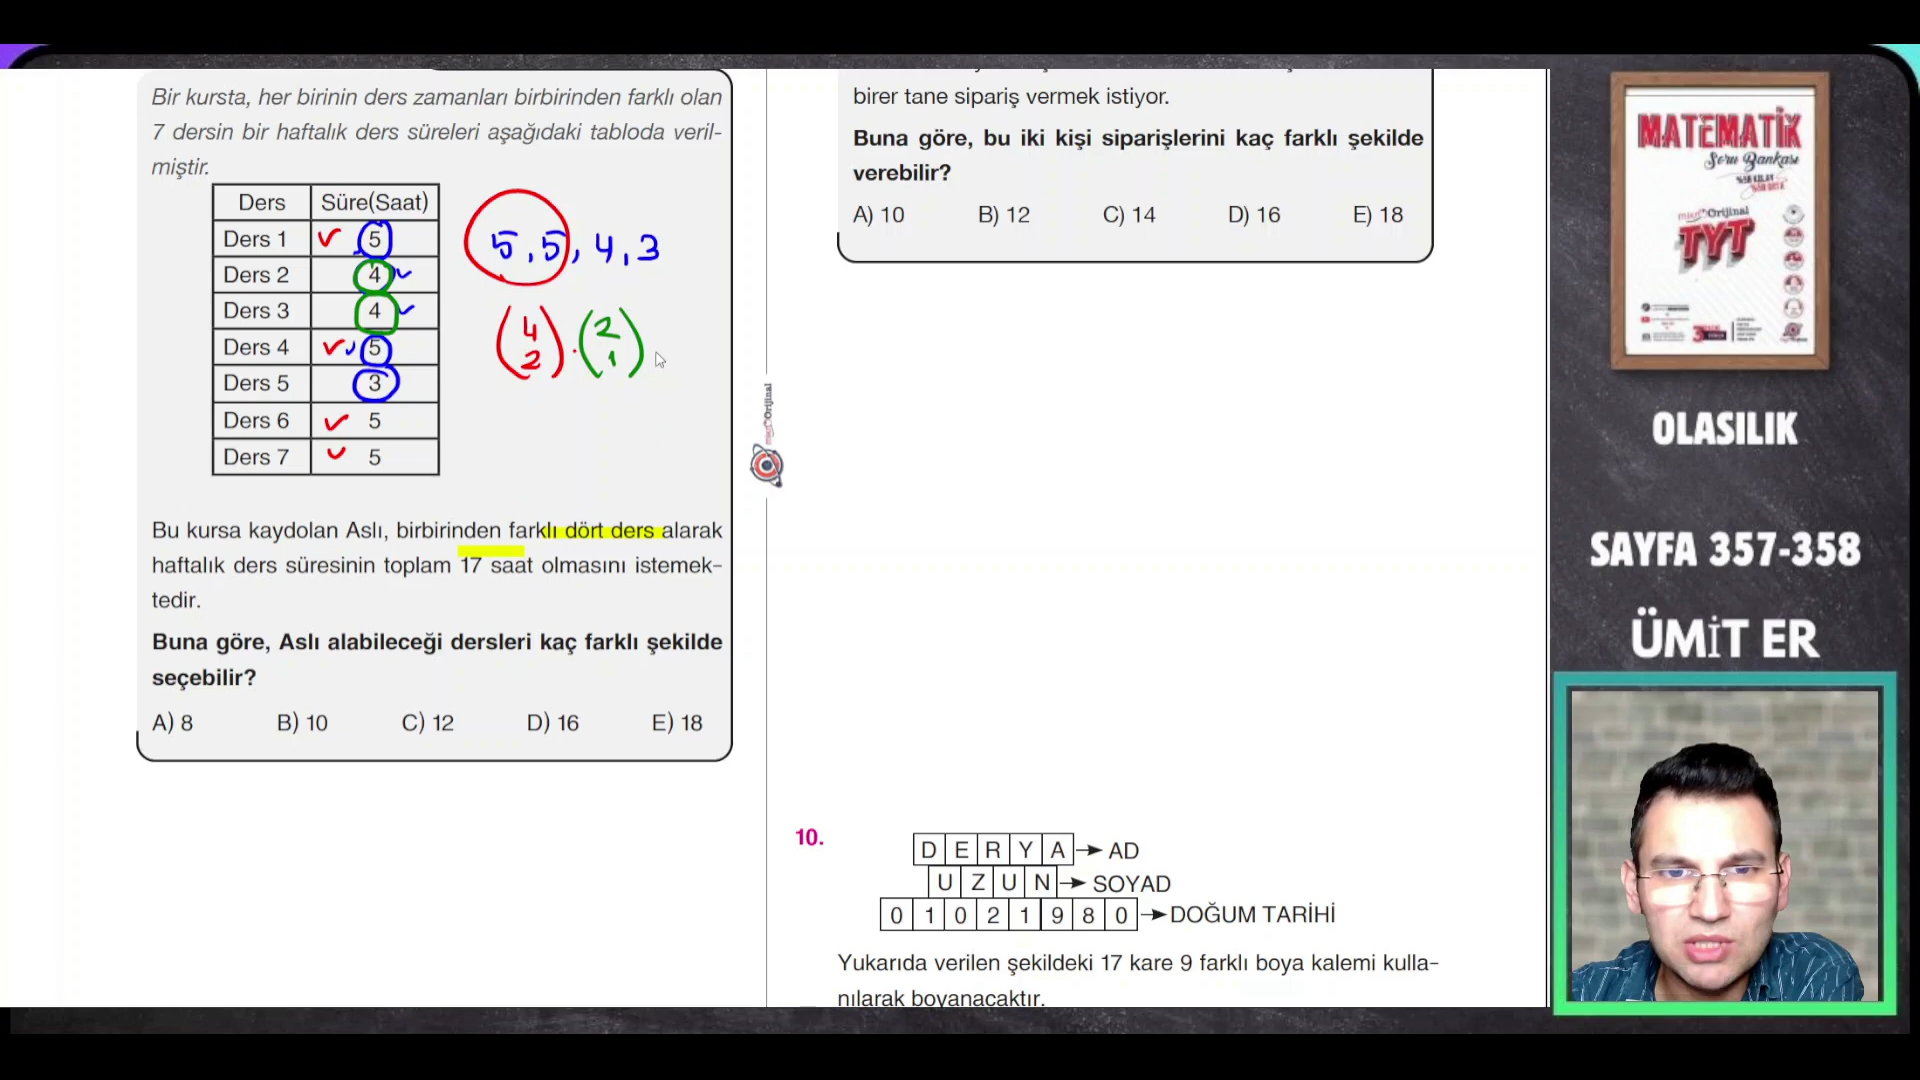 Bir kursta, her birinin ders zamanları birbirinden farklı olan
7 dersin bir haftalık ders süreleri aşağıdaki tabloda veril-
miştir.
Ders Süre(Saat)
Ders 1 5
Ders 2 4
Ders 3 4
Ders 4 5
Ders 5 3
Ders 6 5
Ders 7 5
5, 5, 4, 3
(4 2) . (2 1)
Bu kursa kaydolan Aslı, birbirinden farklı dört ders alarak
haftalık ders süresinin toplam 17 saat olmasını istemek-
tedir.
Buna göre, Aslı alabileceği dersleri kaç farklı şekilde
seçebilir?
A) 8 B) 10 C) 12 D) 16 E) 18
birer tane sipariş vermek istiyor.
Buna göre, bu iki kişi siparişlerini kaç farklı şekilde
verebilir?
A) 10 B) 12 C) 14 D) 16 E) 18
Orijinal
10.
D E R Y A AD
U Z U N SOYAD
0 1 0 2 1 9 8 0 DOĞUM TARİHİ
Yukarıda verilen şekildeki 17 kare 9 farklı boya kalemi kulla-
nılarak boyanacaktır.
MATEMATİK
Soru Bankası
Orijinal
TYT
OLASILIK
SAYFA 357-358
ÜMİT ER